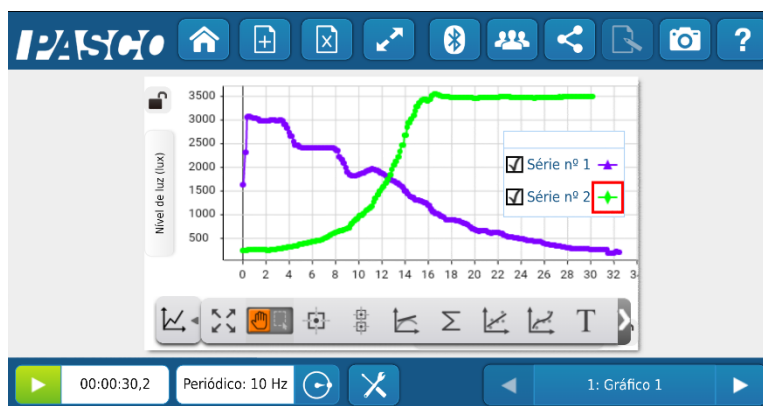 PASCO
?
3500
3000
2500
2000
1500
1000
500
Nível de luz (lux)
Série nº 1
Série nº 2
0 2 4 6 8 10 12 14 16 18 20 22 24 26 28 30 32 3
Σ T
00:00:30,2 Periódico: 10 Hz 1: Gráfico 1